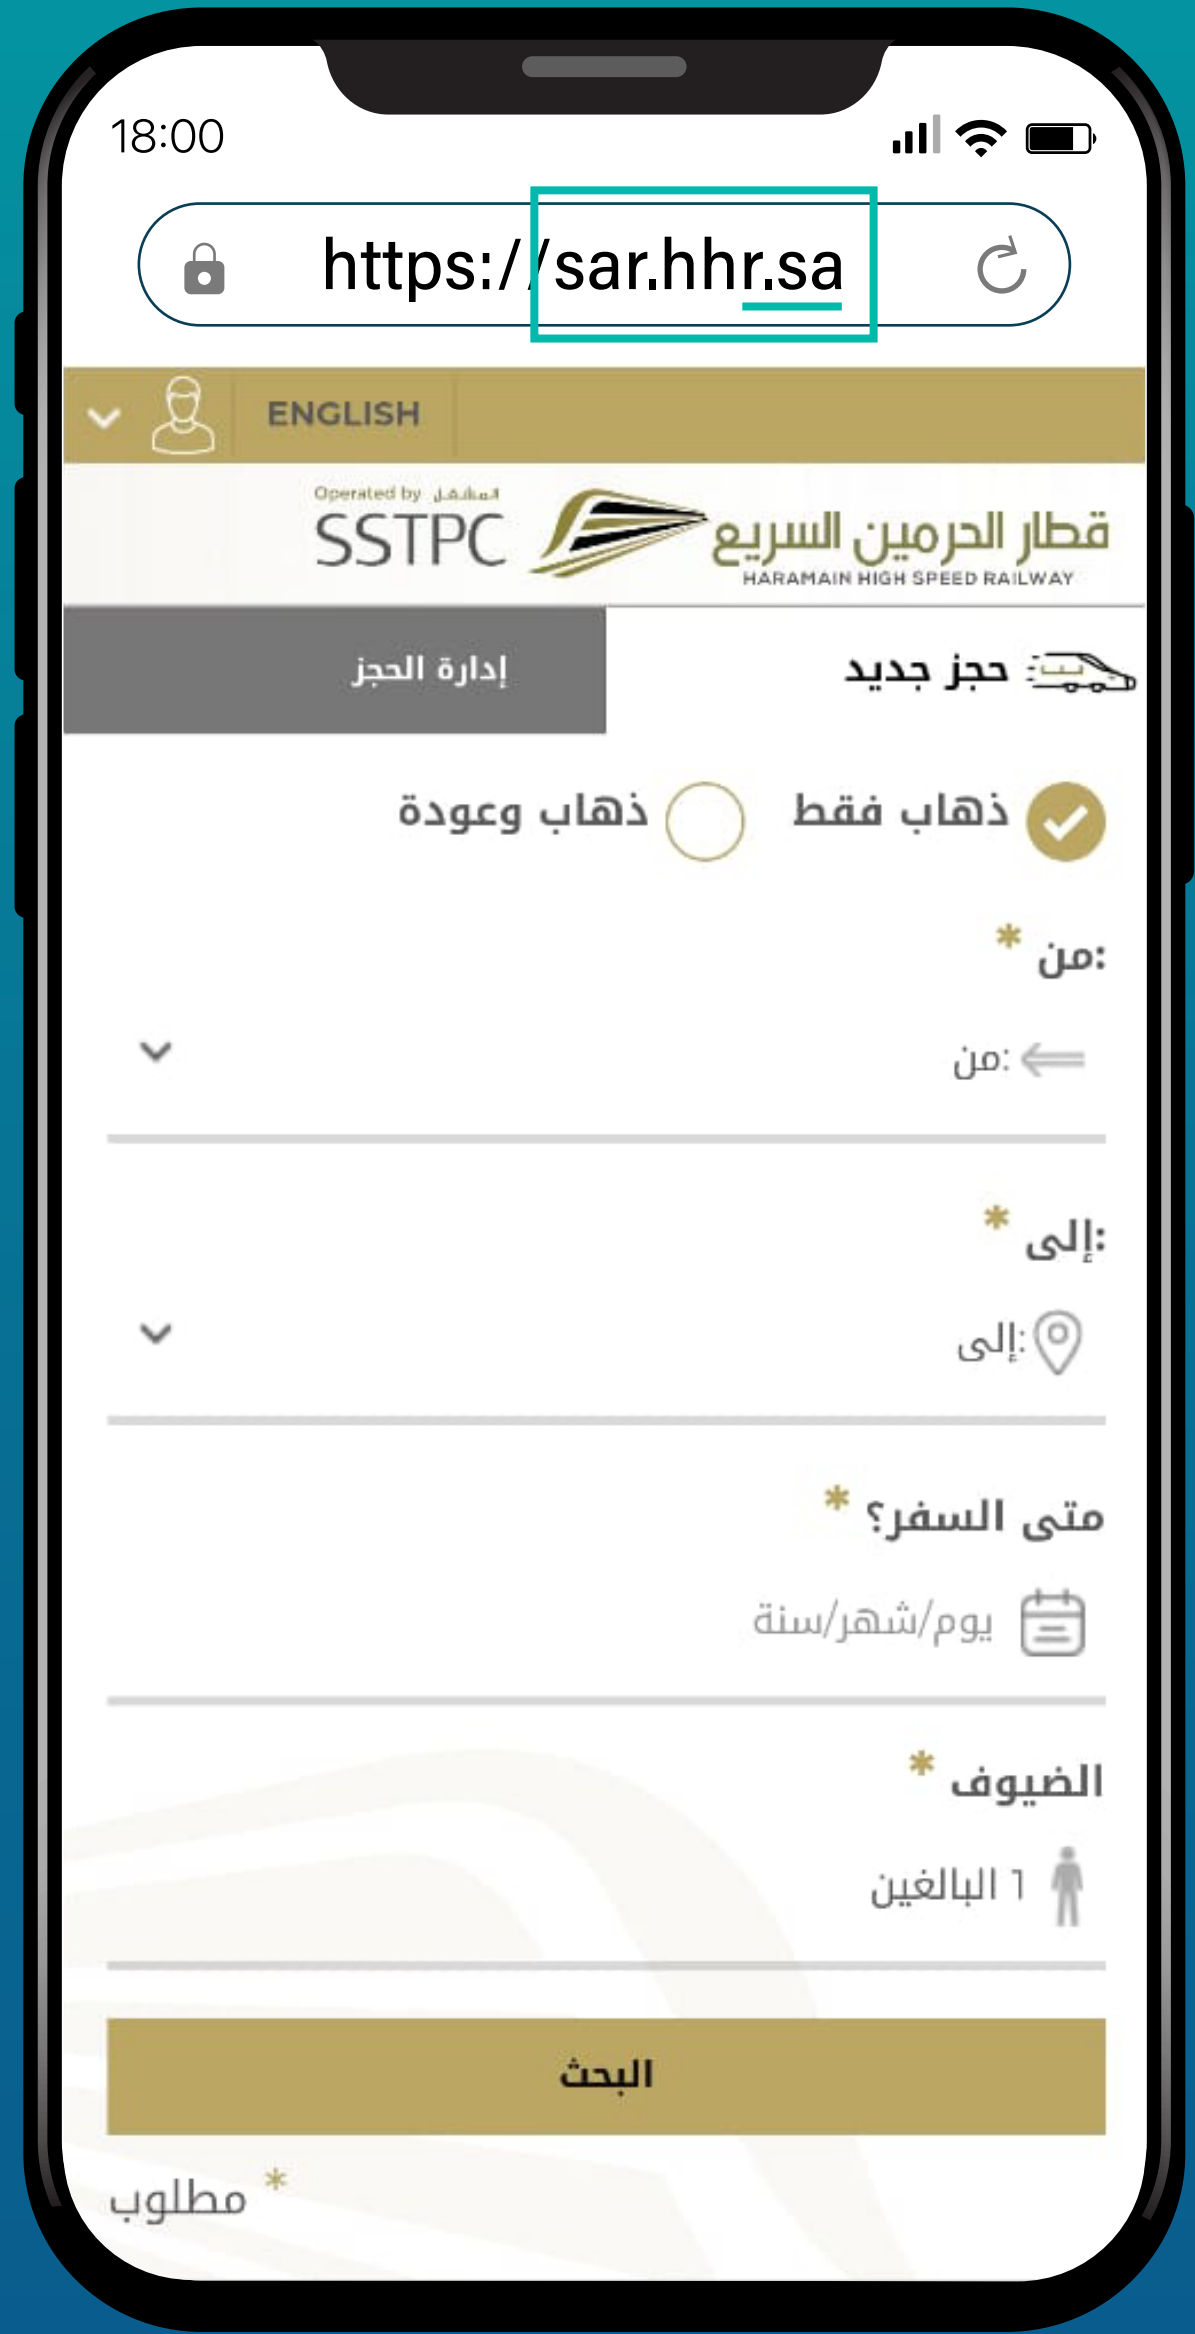 18:00
https://sar.hhr.sa
ENGLISH
Operated by المشغل
SSTPC
قطار الحرمين السريع
HARAMAIN HIGH SPEED RAILWAY
حجز جديد
إدارة الحجز
ذهاب فقط
ذهاب وعودة
من: *
من:
إلى: *
إلى:
متى السفر؟ *
يوم/شهر/سنة
الضيوف *
1 البالغين
البحث
* مطلوب